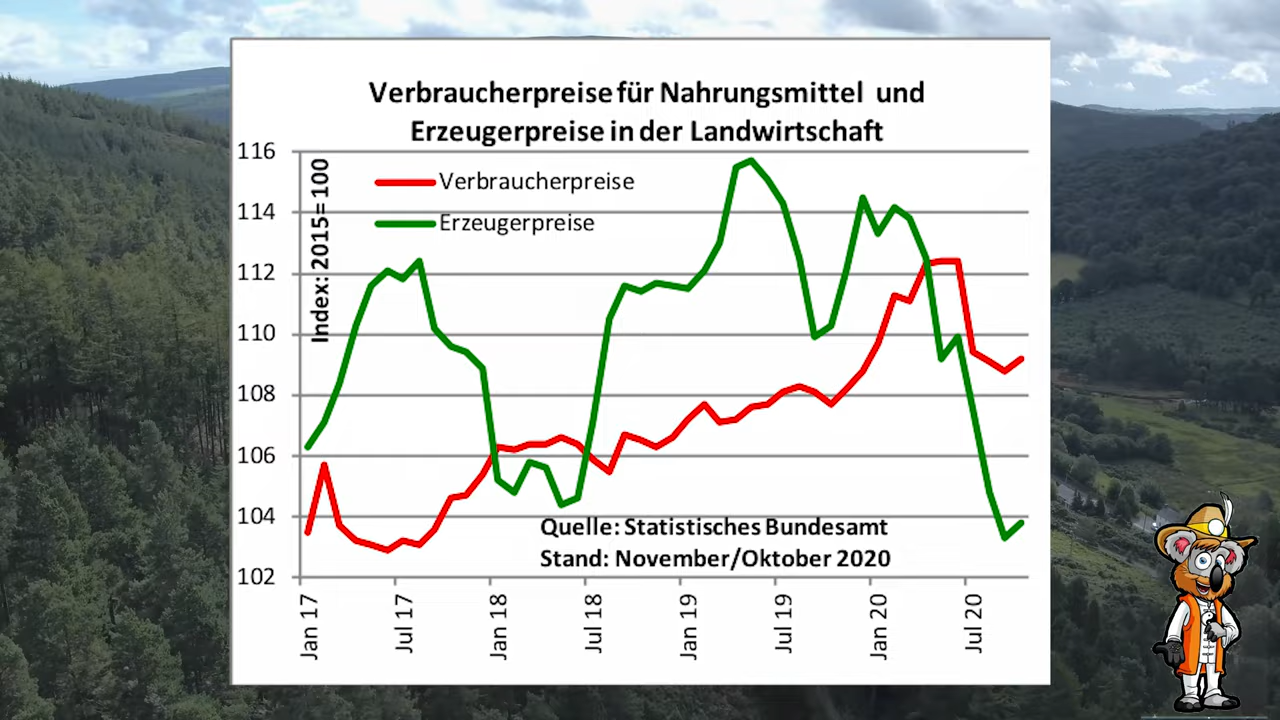 Verbraucherpreise für Nahrungsmittel und
Erzeugerpreise in der Landwirtschaft
116
114
112
110
108
106
104
102
Index: 2015= 100
Verbraucherpreise
Erzeugerpreise
Quelle: Statistisches Bundesamt
Stand: November/Oktober 2020
Jan 17
Jul 17
Jan 18
Jul 18
Jan 19
Jul 19
Jan 20
Jul 20